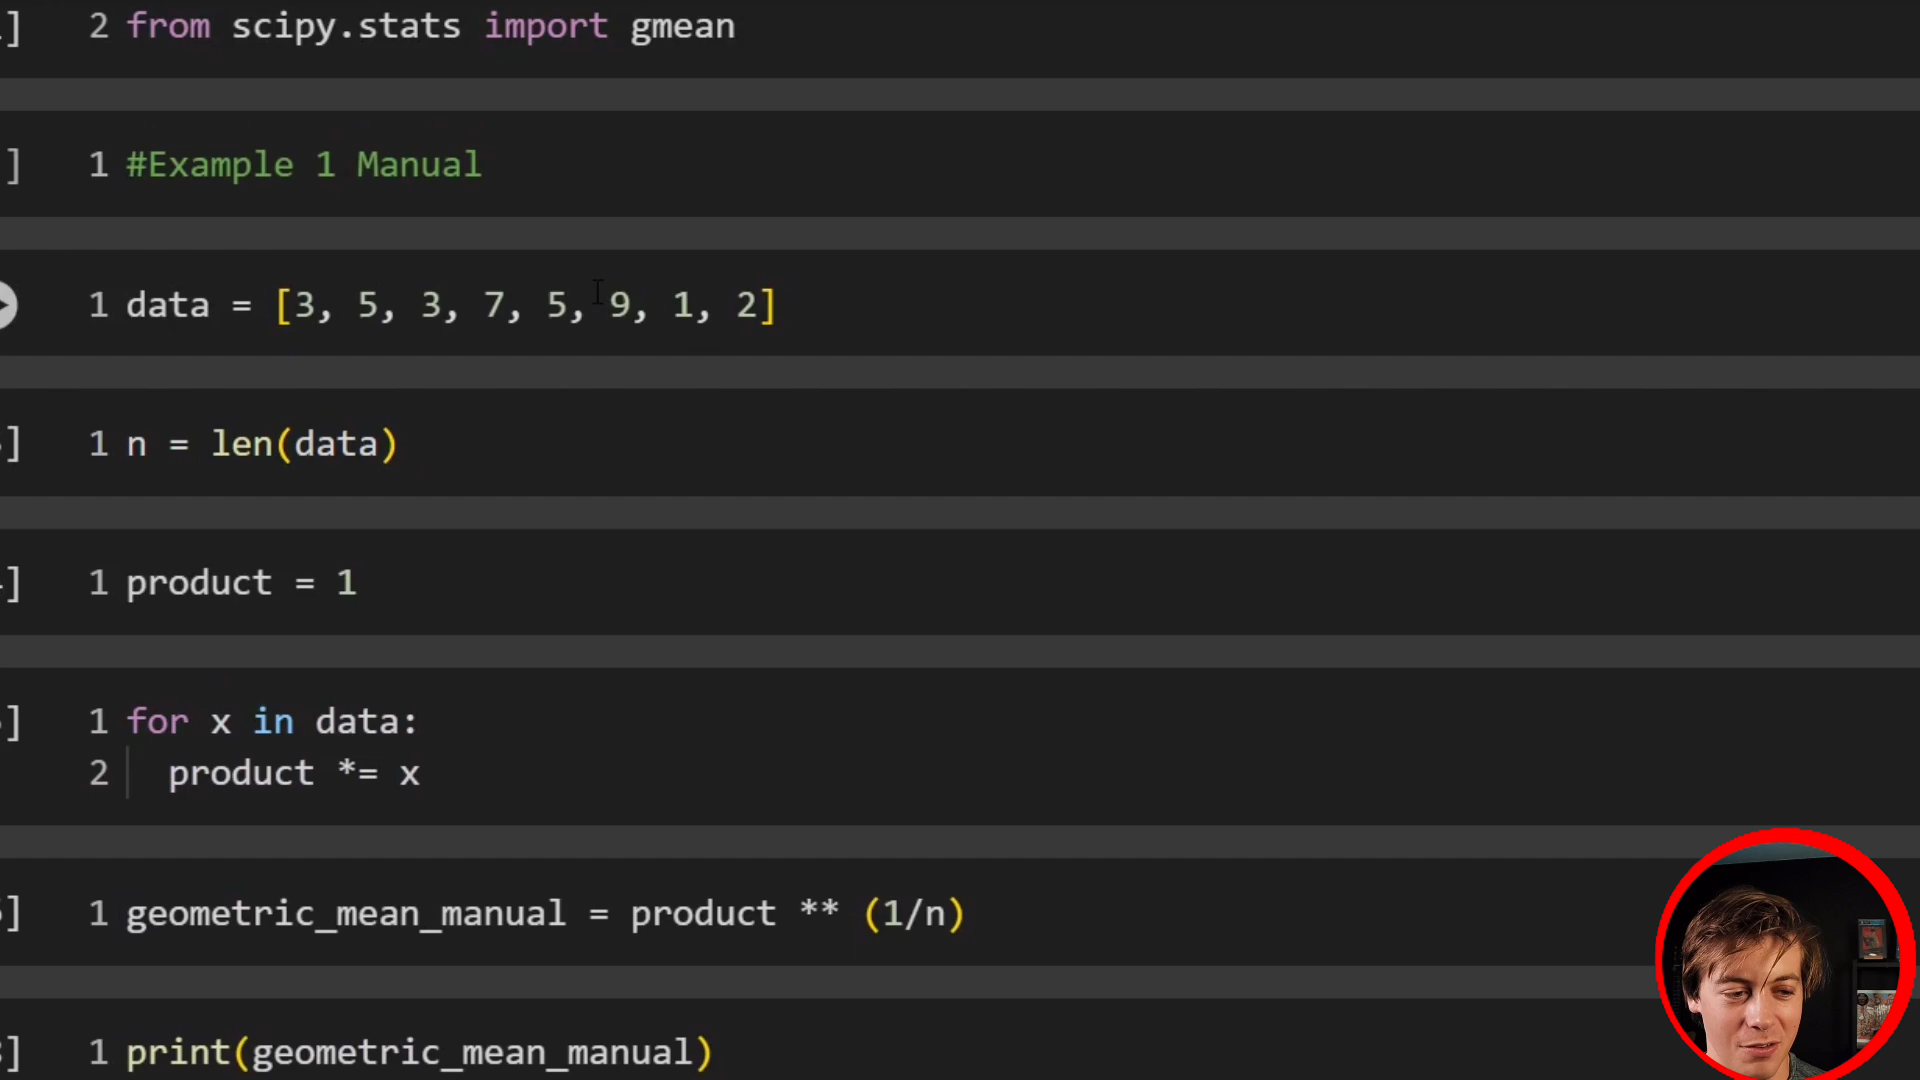 ]   2 from scipy.stats import gmean
]   1 #Example 1 Manual
1 data = [3, 5, 3, 7, 5, 9, 1, 2]
]   1 n = len(data)
]   1 product = 1
]   1 for x in data:
2   product *= x
]   1 geometric_mean_manual = product ** (1/n)
]   1 print(geometric_mean_manual)